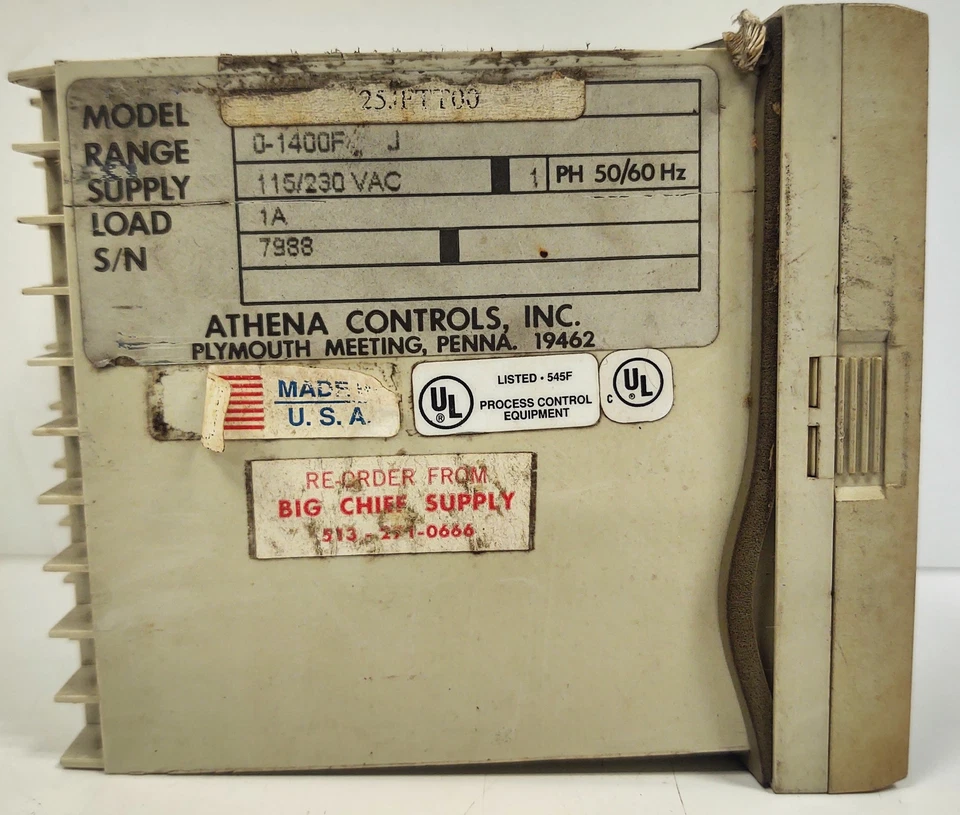 MODEL
RANGE 0-1400F J
SUPPLY 115/230 VAC 1 PH 50/60 Hz
LOAD 1A
S/N 7988
ATHENA CONTROLS, INC.
PLYMOUTH MEETING, PENNA. 19462
MADE
U.S.A.
UL ®
LISTED • 545F
PROCESS CONTROL
EQUIPMENT
C UL ®
RE-ORDER FROM
BIG CHIEF SUPPLY